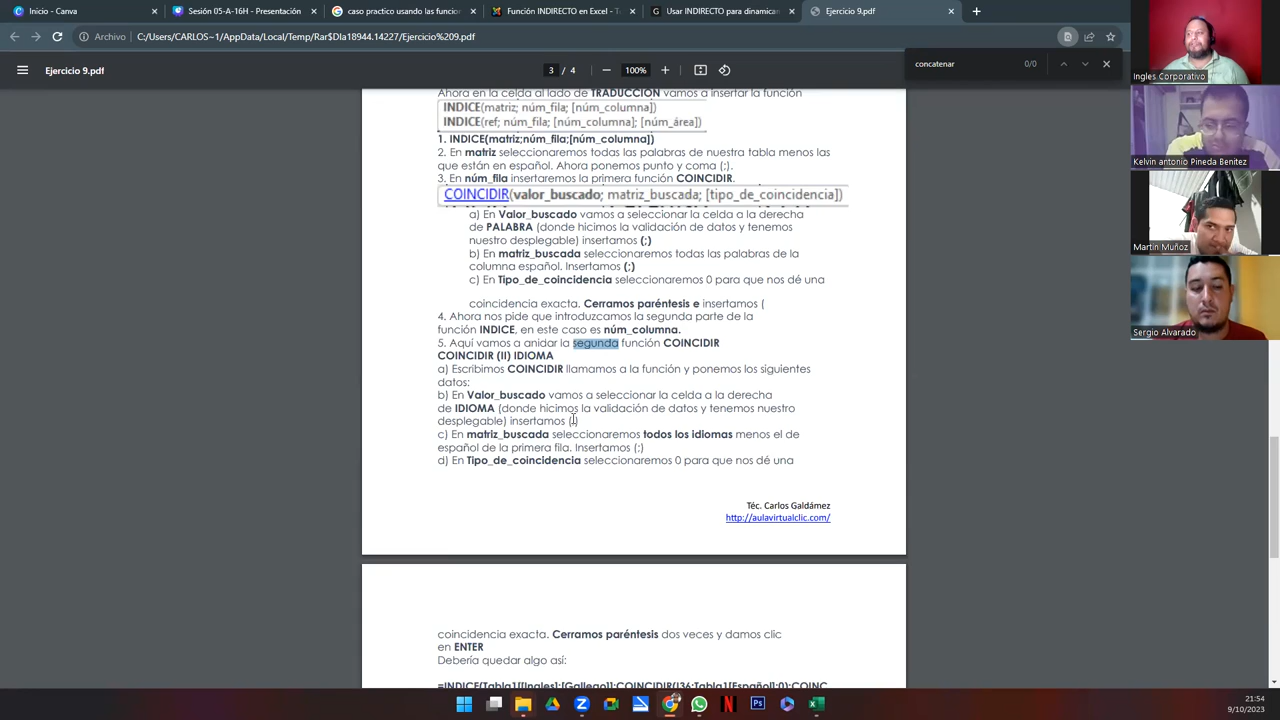 Inicio - Canva
Sesión 05-A-16H - Presentación
caso practico usando las funcio
Función INDIRECTO en Excel - T
Usar INDIRECTO para dinamica
Ejercicio 9.pdf
Archivo
C:/Users/CARLOS~1/AppData/Local/Temp/Rar$DIa18944.14227/Ejercicio%209.pdf
Ejercicio 9.pdf
3 / 4
100%
concatenar
0/0
Ahora en la celda al lado de TRADUCCION vamos a insertar la función
INDICE(matriz; núm_fila; [núm_columna])
INDICE(ref; núm_fila; [núm_columna]; [núm_área])
1. INDICE(matriz;núm_fila;[núm_columna])
2. En matriz seleccionaremos todas las palabras de nuestra tabla menos las
que están en español. Ahora ponemos punto y coma (;).
3. En núm_fila insertaremos la primera función COINCIDIR.
COINCIDIR(valor_buscado; matriz_buscada; [tipo_de_coincidencia])
a) En Valor_buscado vamos a seleccionar la celda a la derecha
de PALABRA (donde hicimos la validación de datos y tenemos
nuestro desplegable) insertamos (;)
b) En matriz_buscada seleccionaremos todas las palabras de la
columna español. Insertamos (;)
c) En Tipo_de_coincidencia seleccionaremos 0 para que nos dé una
coincidencia exacta. Cerramos paréntesis e insertamos (
4. Ahora nos pide que introduzcamos la segunda parte de la
función INDICE, en este caso es núm_columna.
5. Aquí vamos a anidar la segunda función COINCIDIR
COINCIDIR (II) IDIOMA
a) Escribimos COINCIDIR llamamos a la función y ponemos los siguientes
datos:
b) En Valor_buscado vamos a seleccionar la celda a la derecha
de IDIOMA (donde hicimos la validación de datos y tenemos nuestro
desplegable) insertamos (;)
c) En matriz_buscada seleccionaremos todos los idiomas menos el de
español de la primera fila. Insertamos (;)
d) En Tipo_de_coincidencia seleccionaremos 0 para que nos dé una
Téc. Carlos Galdámez
http://aulavirtualclic.com/
coincidencia exacta. Cerramos paréntesis dos veces y damos clic
en ENTER
Debería quedar algo así:
=INDICE(Tabla1[[Ingles]:[Gallego]];COINCIDIR(I36;Tabla1[Español];0);COINC
Ingles Corporativo
Kelvin antonio Pineda Benitez
Martín Muñoz
Sergio Alvarado
21:54
9/10/2023